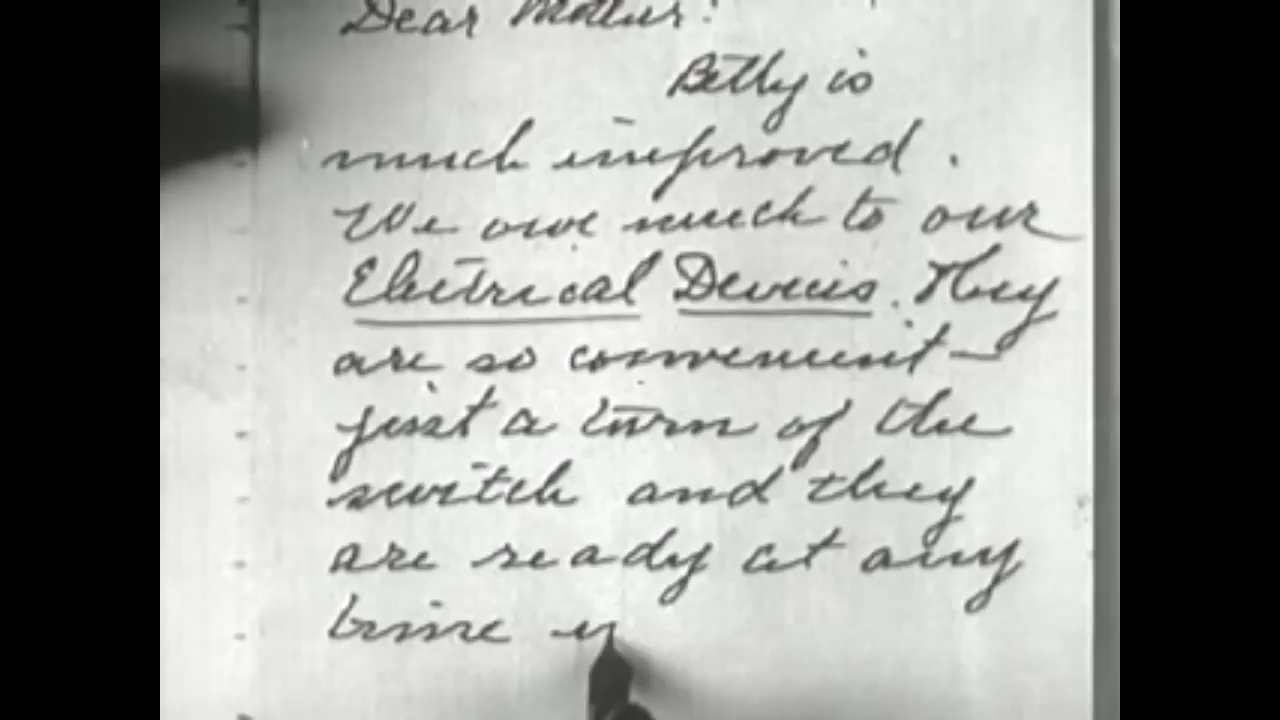 Dear Mother:
Betty is
much improved.
We owe much to our
Electrical Devices. They
are so convenient—
just a turn of the
switch and they
are ready at any
time